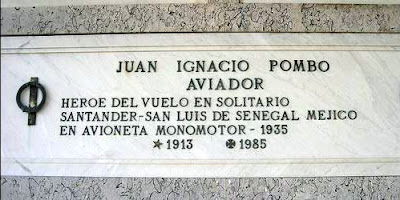 JUAN IGNACIO POMBO
AVIADOR
HEROE DEL VUELO EN SOLITARIO
SANTANDER-SAN LUIS DE SENEGAL MEJICO
EN AVIONETA MONOMOTOR - 1935
★1913 ✠1985